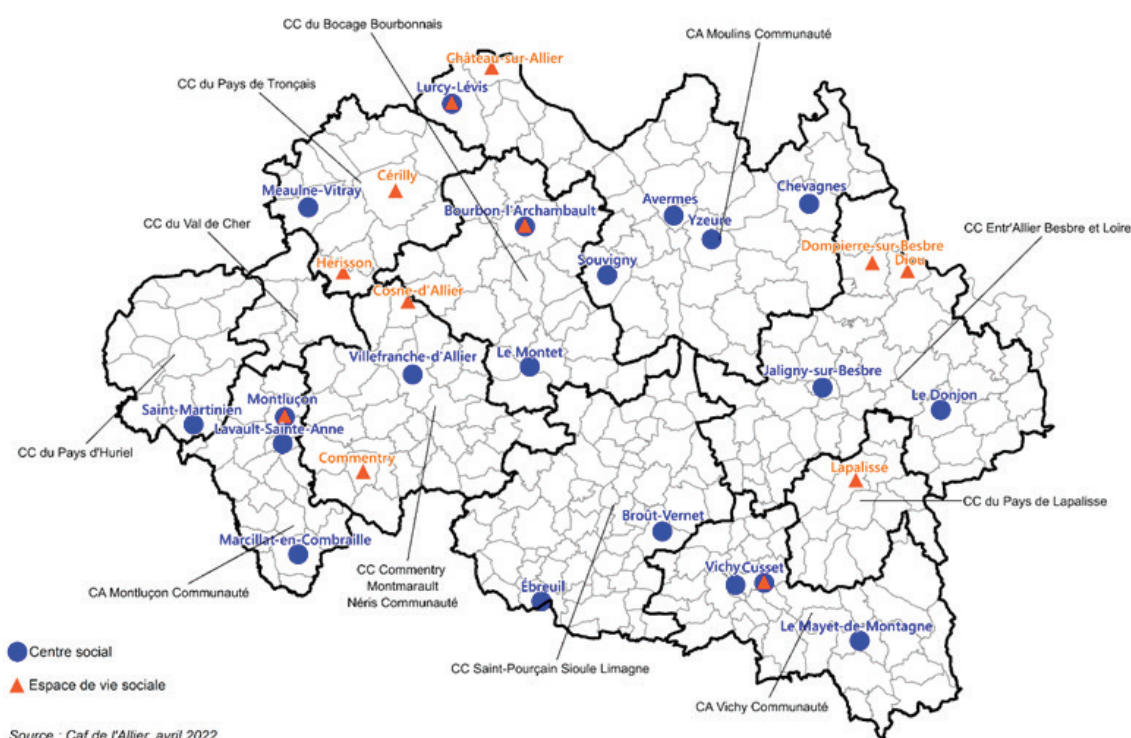 CC du Bocage Bourbonnais
CA Moulins Communauté
Château-sur-Allier
CC du Pays de Tronçais
Lurcy-Lévis
Cérilly
Meaulne-Vitray
Chevagnes
Avermes
Bourbon-l'Archambault
Yzeure
CC du Val de Cher
CC Entr'Allier Besbre et Loire
Dompierre-sur-Besbre
Diou
Hérisson
Souvigny
Cosne-d'Allier
Villefranche-d'Allier
Le Montet
Jaligny-sur-Besbre
Le Donjon
Montluçon
Saint-Martinien
Lavault-Sainte-Anne
CC du Pays d'Huriel
Commentry
Lapalisse
CC du Pays de Lapalisse
Broût-Vernet
Marcillat-en-Combraille
CC Commentry
Montmarault
Néris Communauté
Vichy
Cusset
Ébreuil
CA Montluçon Communauté
Le Mayet-de-Montagne
Centre social
CC Saint-Pourçain Sioule Limagne
Espace de vie sociale
CA Vichy Communauté
Source : Caf de l'Allier, avril 2022